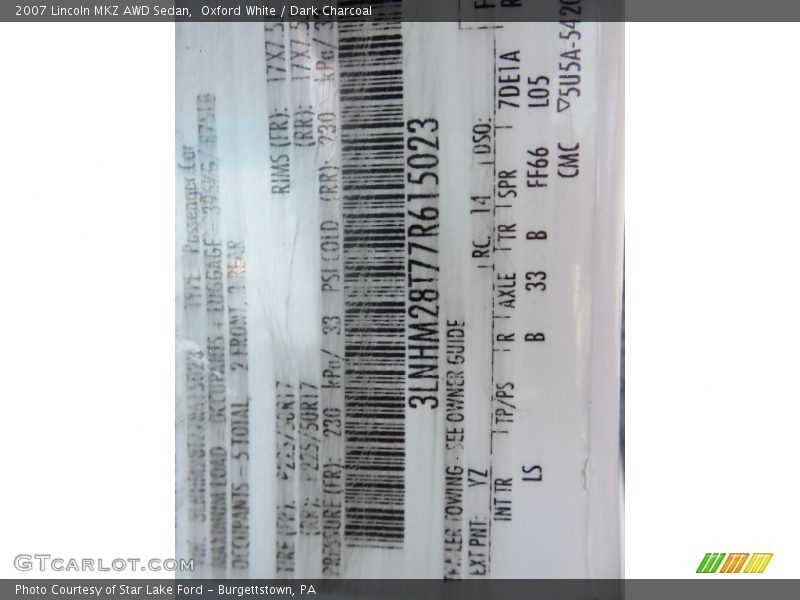 2007 Lincoln MKZ AWD Sedan, Oxford White / Dark Charcoal
TYPE Passenger Car
OCCUPANTS - 5 TOTAL 2 FRONT 3 REAR
RIMS (FR): 17X7.5
P225/50R17
(RR): 17X7.5
P225/50R17
PRESSURE (FR): 230 kPa/ 33 PSI COLD (RR): 230 kPa/
3LNHM28T77R615023
TRAILER TOWING - SEE OWNER GUIDE
EXT PNT: YZ RC: 14 DSO:
INT TR TP/PS R AXLE TR SPR
LS B 33 B FF66 7DE1A
L05
CMC ▽5U5A-5420
GTCARLOT.COM
Photo Courtesy of Star Lake Ford - Burgettstown, PA